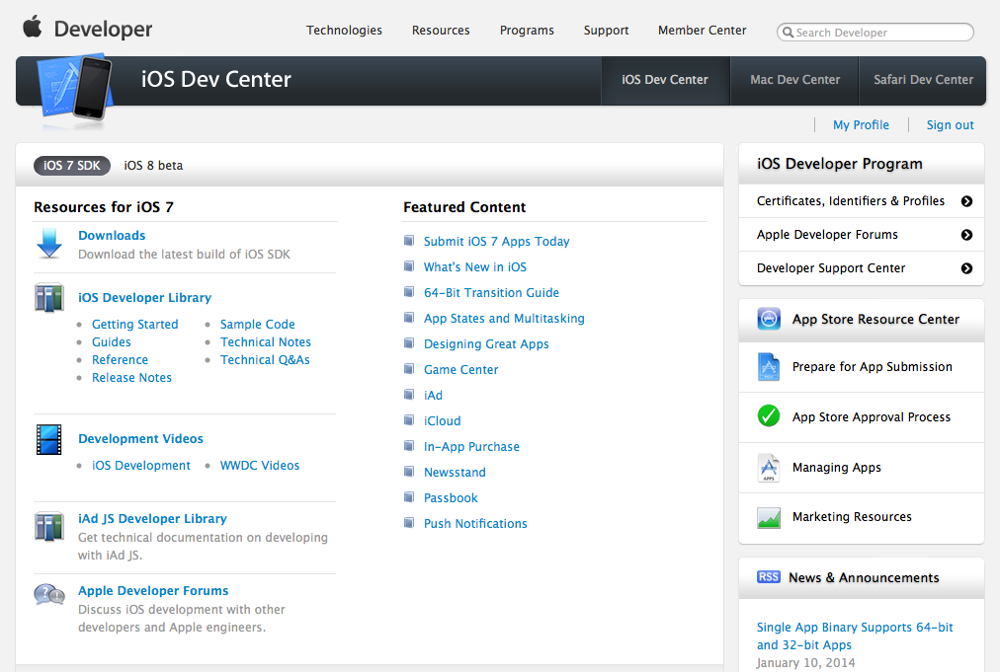 Developer
Technologies Resources Programs Support Member Center
Search Developer
iOS Dev Center
iOS Dev Center Mac Dev Center Safari Dev Center
My Profile Sign out
iOS 7 SDK iOS 8 beta
Resources for iOS 7
Downloads
Download the latest build of iOS SDK
iOS Developer Library
Getting Started
Guides
Reference
Release Notes
Sample Code
Technical Notes
Technical Q&As
Development Videos
iOS Development
WWDC Videos
iAd JS Developer Library
Get technical documentation on developing
with iAd JS.
Apple Developer Forums
Discuss iOS development with other
developers and Apple engineers.
Featured Content
Submit iOS 7 Apps Today
What's New in iOS
64-Bit Transition Guide
App States and Multitasking
Designing Great Apps
Game Center
iAd
iCloud
In-App Purchase
Newsstand
Passbook
Push Notifications
iOS Developer Program
Certificates, Identifiers & Profiles
Apple Developer Forums
Developer Support Center
App Store Resource Center
Prepare for App Submission
App Store Approval Process
APPS
Managing Apps
Marketing Resources
RSS News & Announcements
Single App Binary Supports 64-bit
and 32-bit Apps
January 10, 2014